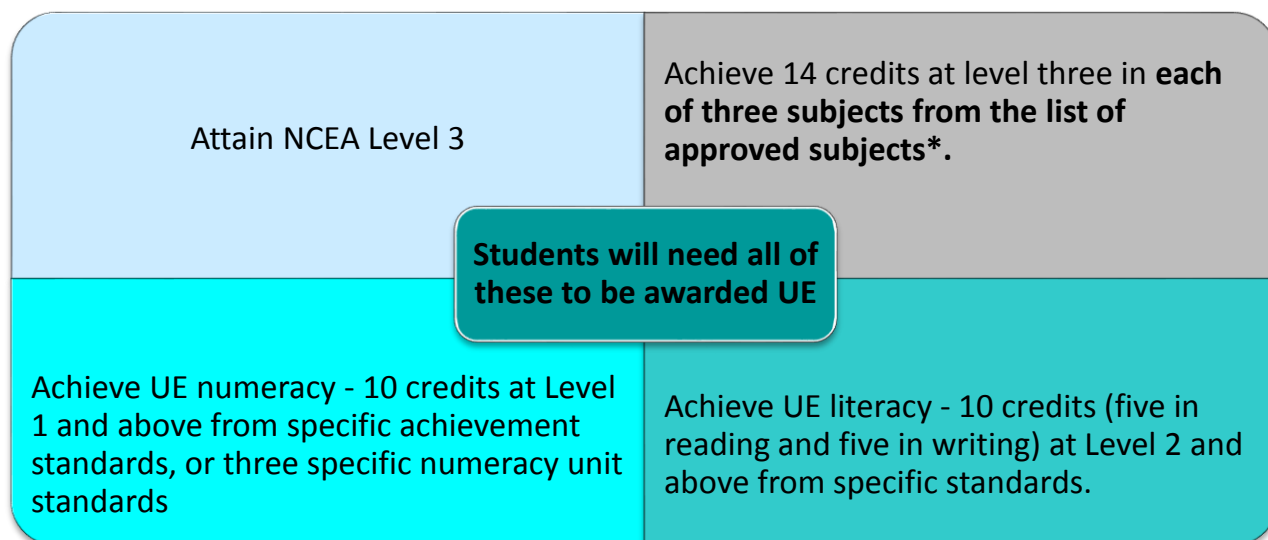 Attain NCEA Level 3
Achieve 14 credits at level three in each
of three subjects from the list of
approved subjects*.
Students will need all of
these to be awarded UE
Achieve UE numeracy - 10 credits at Level
1 and above from specific achievement
standards, or three specific numeracy unit
standards
Achieve UE literacy - 10 credits (five in
reading and five in writing) at Level 2 and
above from specific standards.